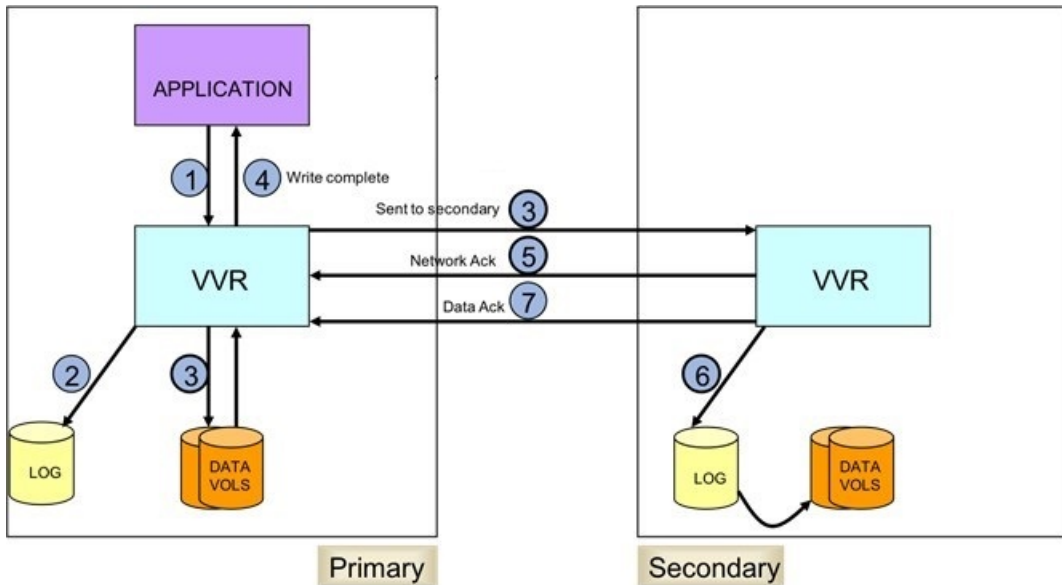 APPLICATION
1
4
Write complete
Sent to secondary
3
VVR
Network Ack
5
VVR
Data Ack
7
2
3
6
LOG
DATA
VOLS
LOG
DATA
VOLS
Primary
Secondary